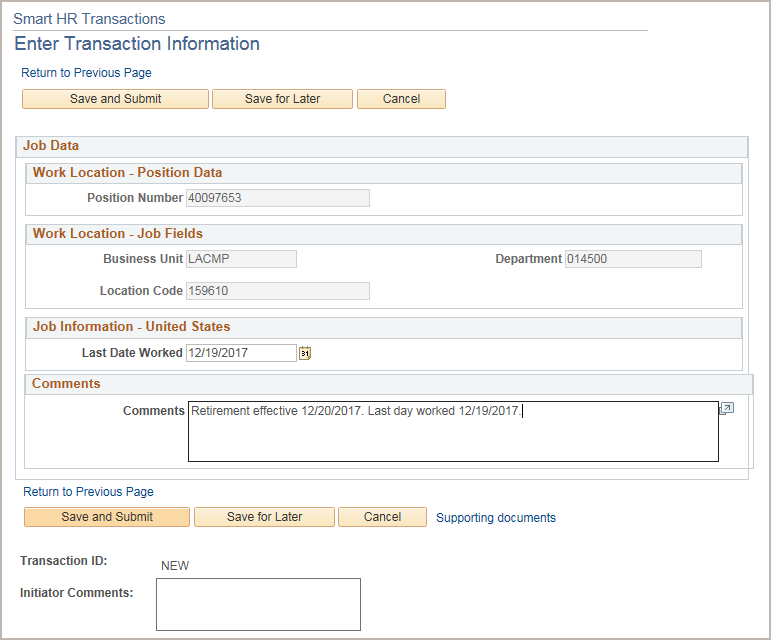 Smart HR Transactions
Enter Transaction Information
Return to Previous Page
Save and Submit Save for Later Cancel
Job Data
Work Location - Position Data
Position Number 40097653
Work Location - Job Fields
Business Unit LACMP Department 014500
Location Code 159610
Job Information - United States
Last Date Worked 12/19/2017 31
Comments
Comments Retirement effective 12/20/2017. Last day worked 12/19/2017.
Return to Previous Page
Save and Submit Save for Later Cancel Supporting documents
Transaction ID: NEW
Initiator Comments: